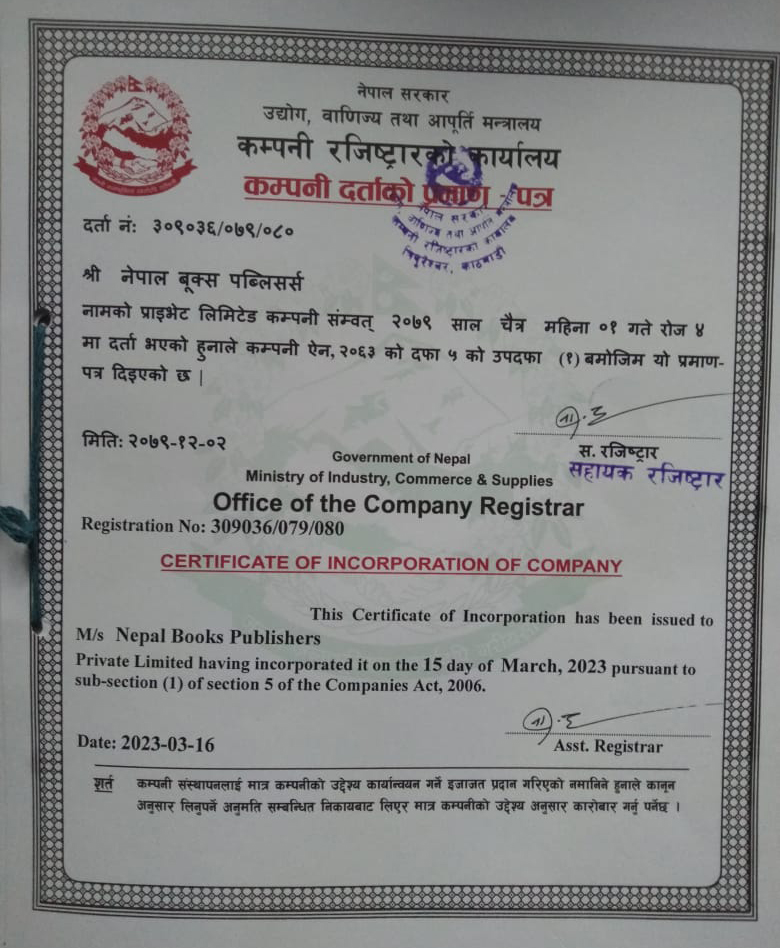 नेपाल सरकार
उद्योग, वाणिज्य तथा आपूर्ति मन्त्रालय
कम्पनी रजिष्ट्रारको कार्यालय
कम्पनी दर्ताको प्रमाण - पत्र
नेपाल सरकार
दर्ता नं: ३०९०३६/०७९/०८०
श्री नेपाल बूक्स पब्लिसर्स
नामको प्राइभेट लिमिटेड कम्पनी संम्वत् २०७९ साल चैत्र महिना ०१ गते रोज ४
मा दर्ता भएको हुनाले कम्पनी ऐन, २०६३ को दफा ५ को उपदफा (१) बमोजिम यो प्रमाण-
पत्र दिइएको छ |
मिति: २०७९-१२-०२
स. रजिष्ट्रार
सहायक रजिष्ट्रार
Government of Nepal
Ministry of Industry, Commerce & Supplies
Office of the Company Registrar
Registration No: 309036/079/080
CERTIFICATE OF INCORPORATION OF COMPANY
This Certificate of Incorporation has been issued to
M/s Nepal Books Publishers
Private Limited having incorporated it on the 15 day of March, 2023 pursuant to
sub-section (1) of section 5 of the Companies Act, 2006.
Date: 2023-03-16
Asst. Registrar
शर्त कम्पनी संस्थापनलाई मात्र कम्पनीको उद्देश्य कार्यान्वयन गर्ने इजाजत प्रदान गरिएको नमानिने हुनाले कानून
अनुसार लिनुपर्ने अनुमति सम्बन्धित निकायबाट लिएर मात्र कम्पनीको उद्देश्य अनुसार कारोबार गर्नु पर्नेछ ।